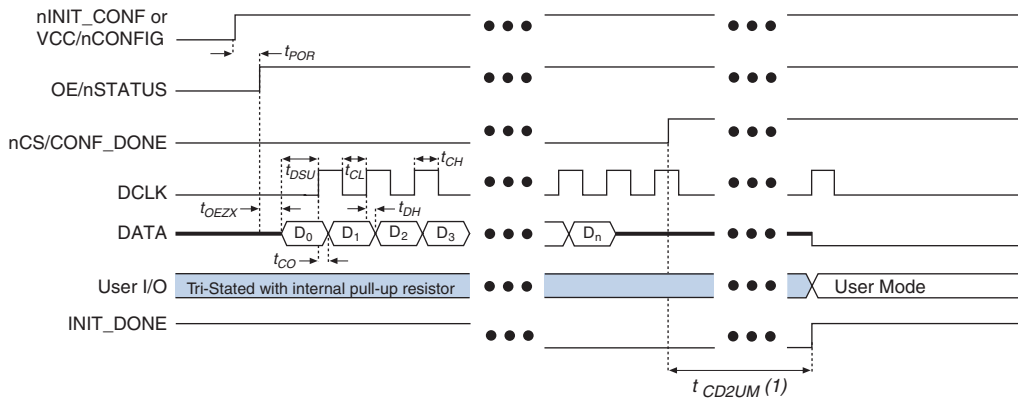 nINIT_CONF or
VCC/nCONFIG
tPOR
OE/nSTATUS
nCS/CONF_DONE
tDSU
tCL
tCH
DCLK
tOEZX
tDH
DATA
D0
D1
D2
D3
Dn
tCO
User I/O
Tri-Stated with internal pull-up resistor
User Mode
INIT_DONE
t CD2UM (1)